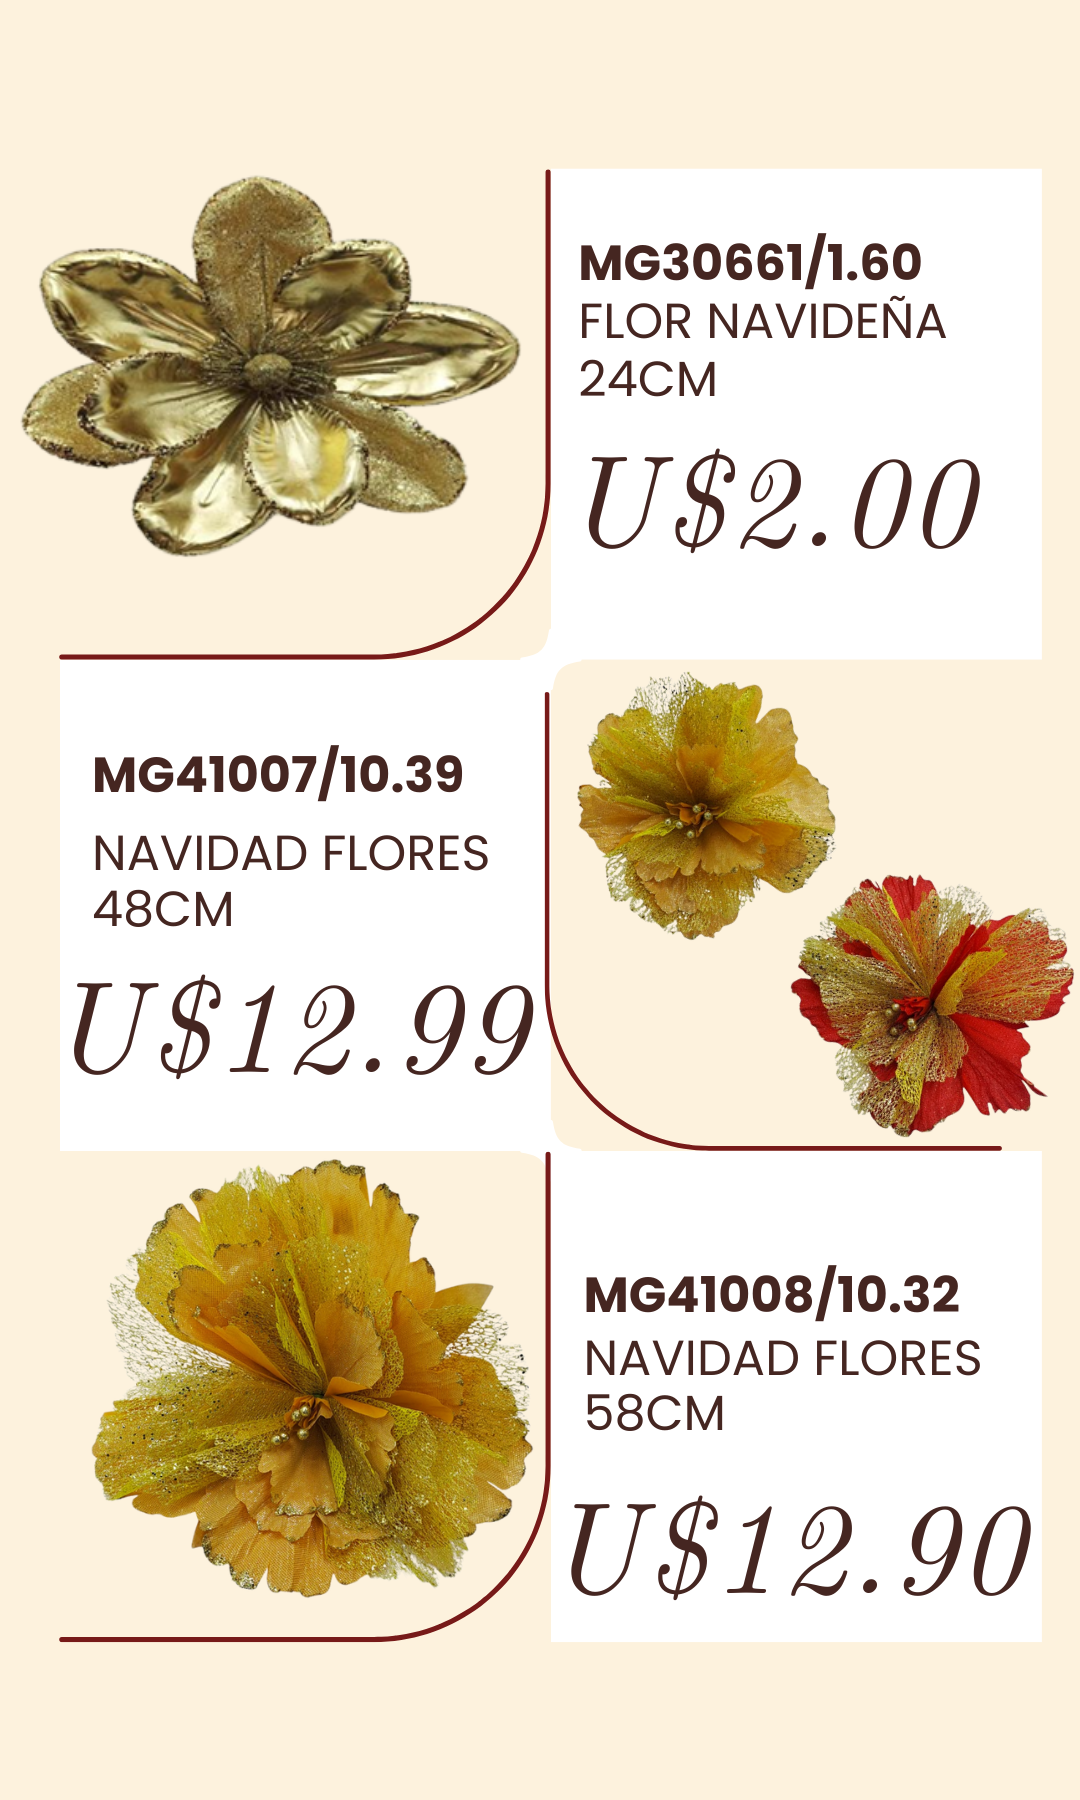 MG30661/1.60
FLOR NAVIDEÑA
24CM
U$2.00
MG41007/10.39
NAVIDAD FLORES
48CM
U$12.99
MG41008/10.32
NAVIDAD FLORES
58CM
U$12.90